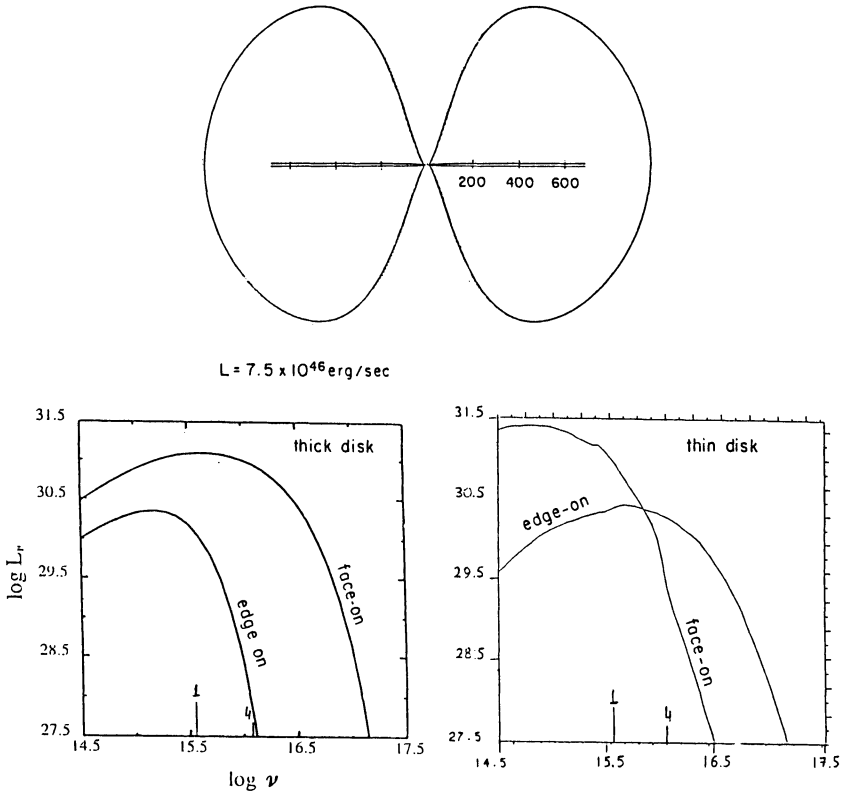 200 400 600
L = 7.5 x 10⁴⁶ erg/sec
31.5
30.5
29.5
28.5
27.5
log Lᵥ
thick disk
edge on
face-on
1
4
14.5 15.5 16.5 17.5
log ν
31.5
30.5
29.5
28.5
27.5
thin disk
edge-on
face-on
1
4
14.5 15.5 16.5 17.5